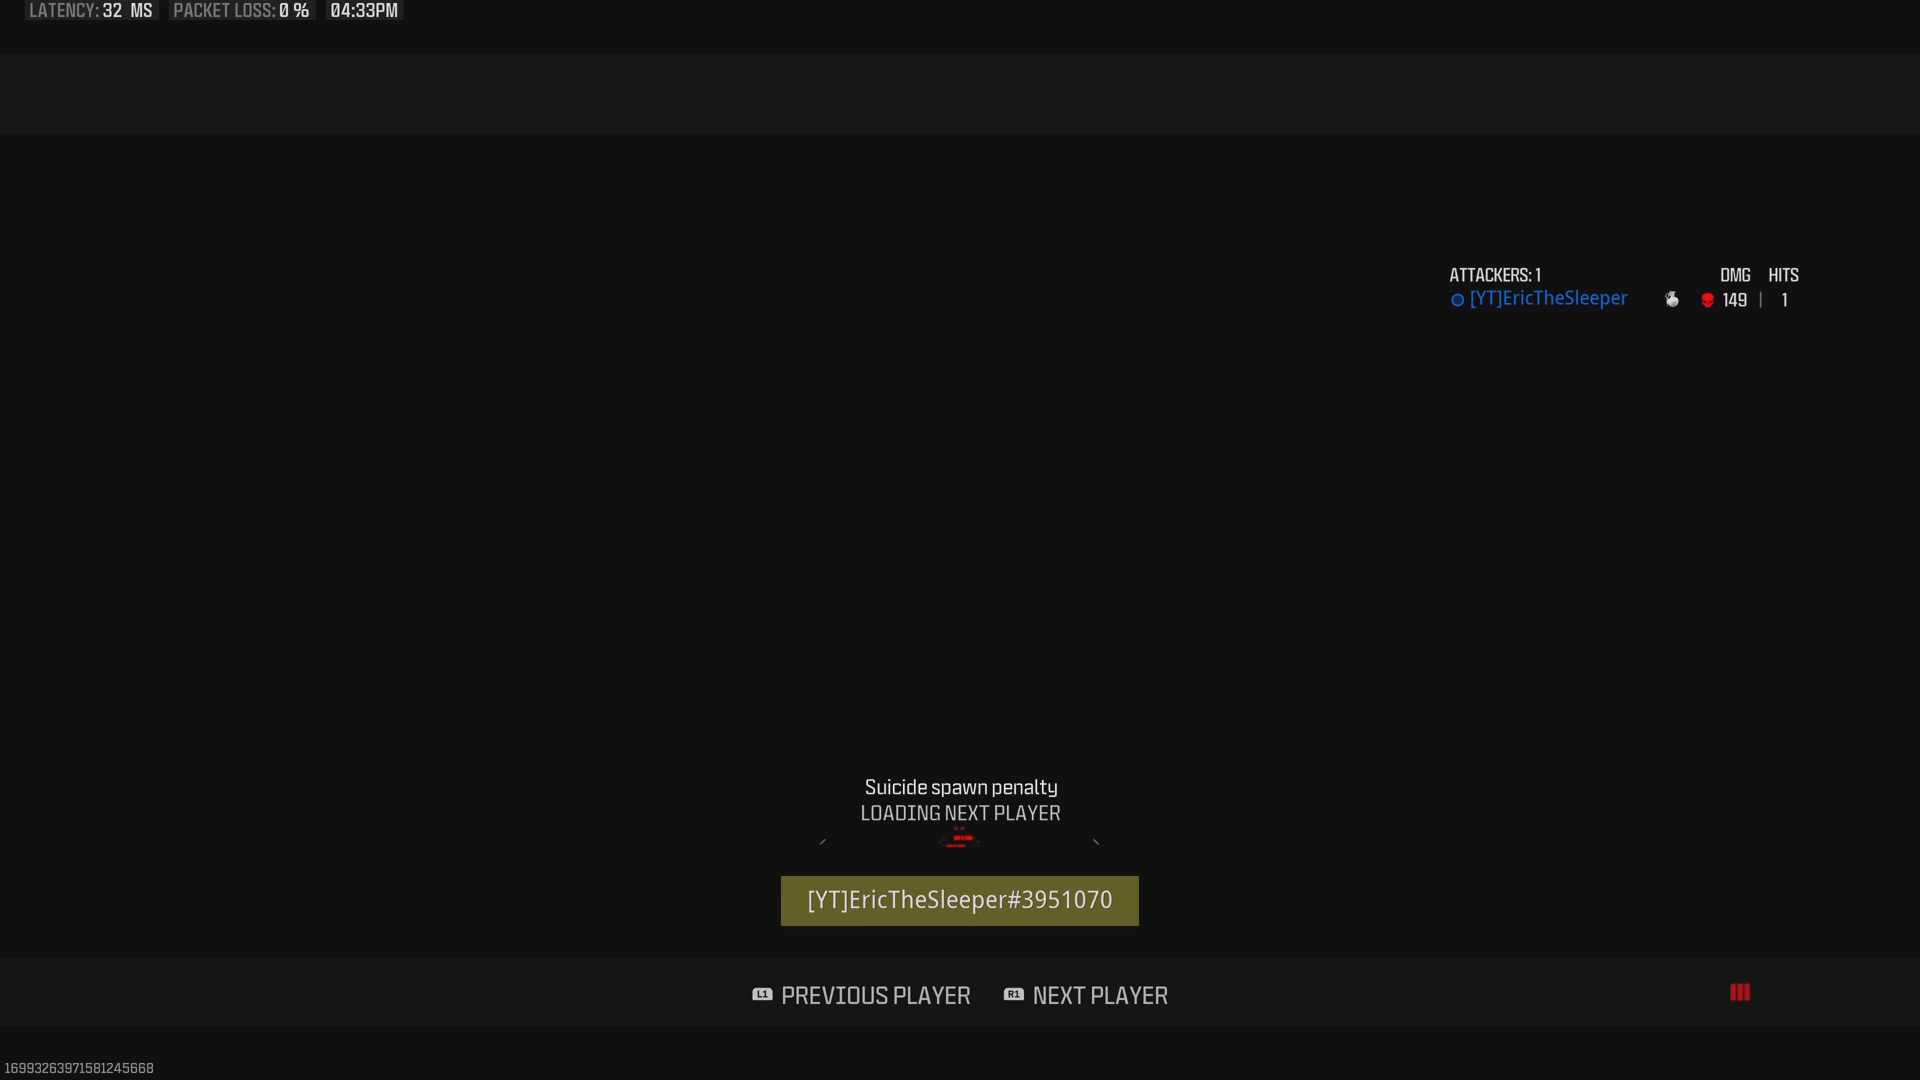 LATENCY: 32 MS PACKET LOSS: 0 % 04:33PM
ATTACKERS: 1 DMG HITS
[YT]EricTheSleeper 149 | 1
Suicide spawn penalty
LOADING NEXT PLAYER
[YT]EricTheSleeper#3951070
L1 PREVIOUS PLAYER R1 NEXT PLAYER
16993263971581245668